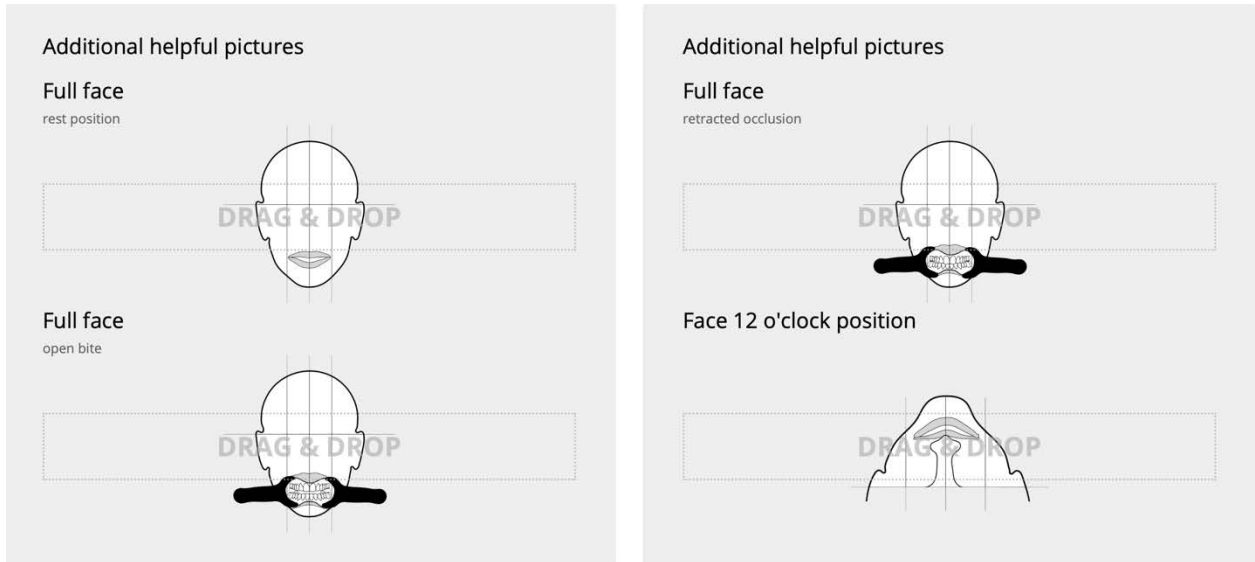 Additional helpful pictures
Full face
rest position
DRAG & DROP
Full face
open bite
DRAG & DROP
Additional helpful pictures
Full face
retracted occlusion
DRAG & DROP
Face 12 o'clock position
DRAG & DROP